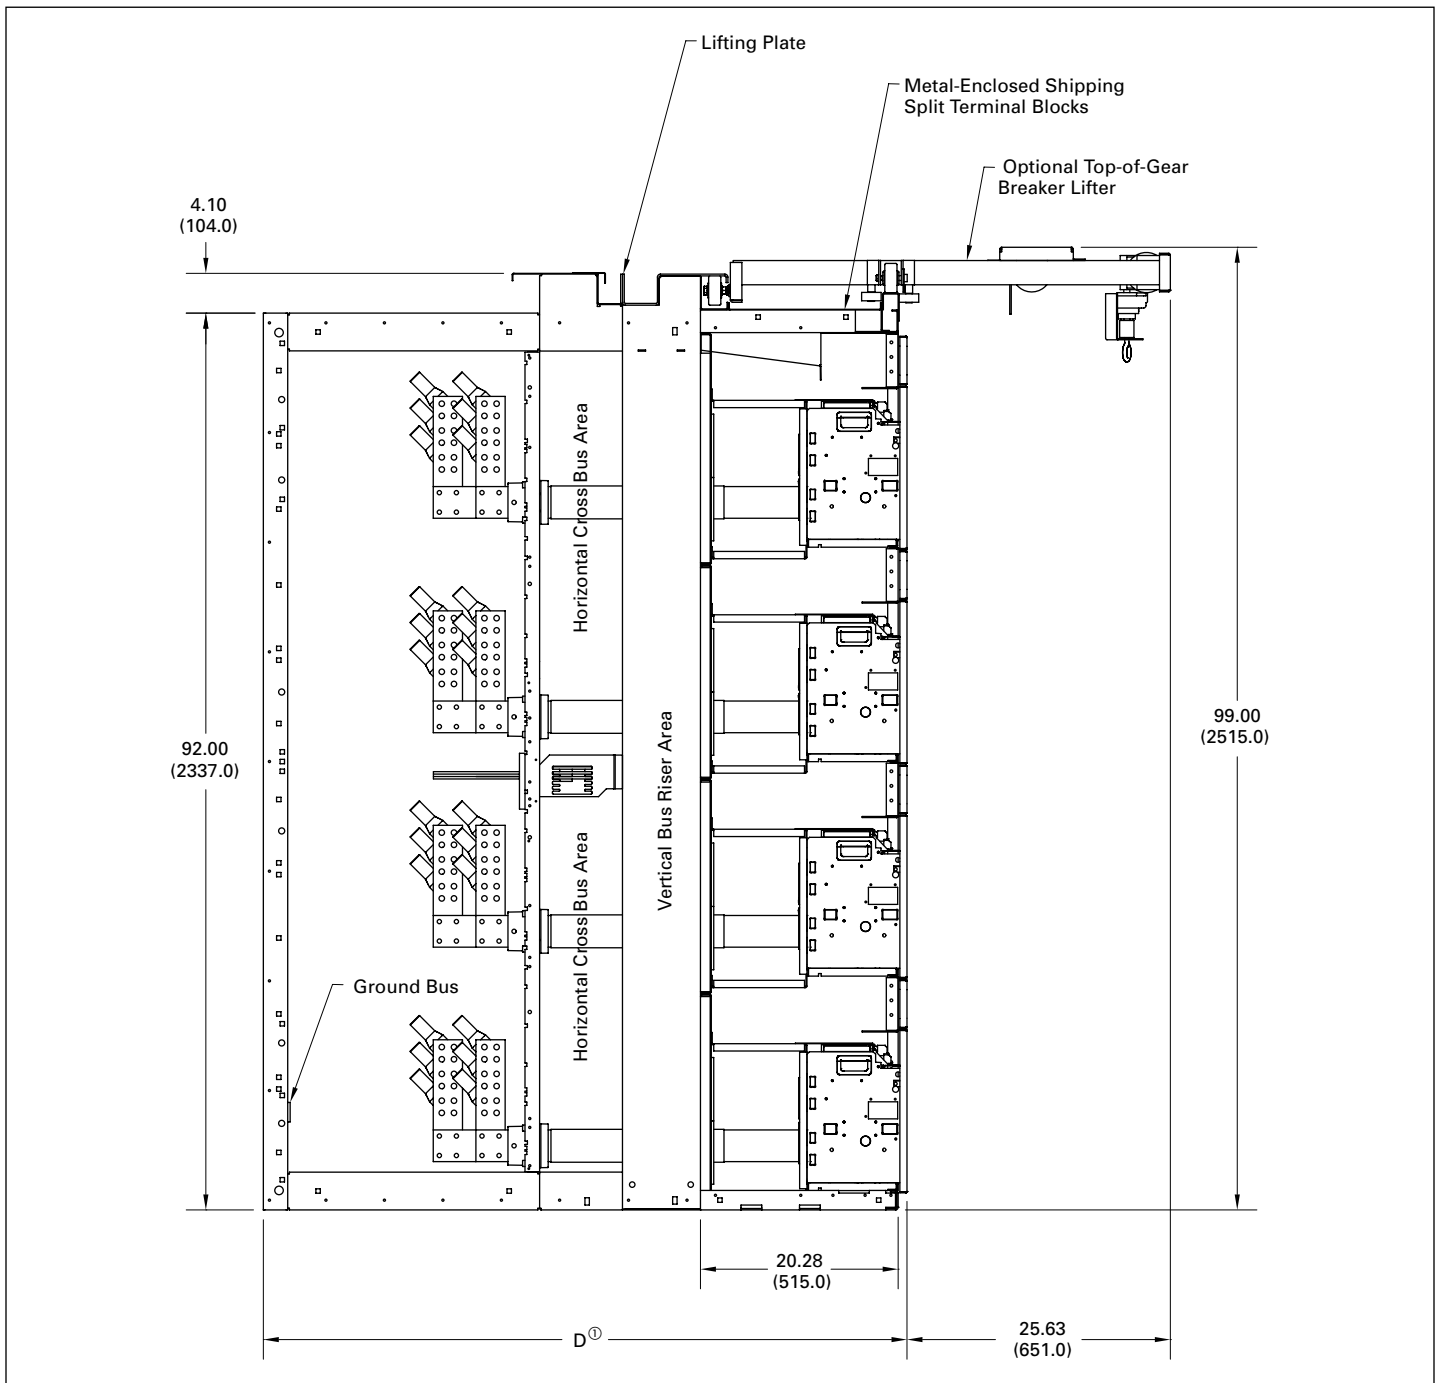 Lifting Plate
Metal-Enclosed Shipping
Split Terminal Blocks
Optional Top-of-Gear
Breaker Lifter
4.10
(104.0)
Horizontal Cross Bus Area
92.00
(2337.0)
Vertical Bus Riser Area
99.00
(2515.0)
Horizontal Cross Bus Area
Ground Bus
20.28
(515.0)
D①
25.63
(651.0)